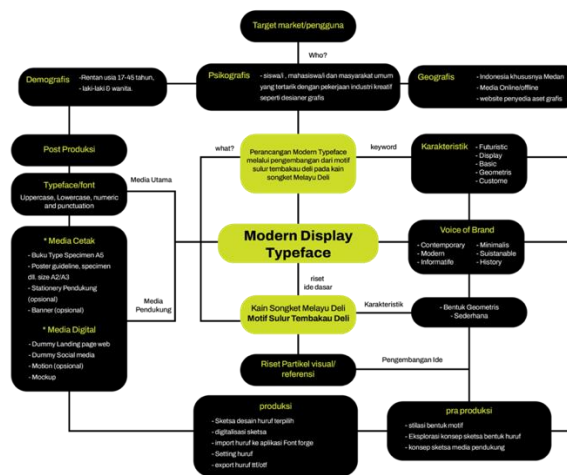 Target market/pengguna
Who?
Demografis
-Rentan usia 17-45 tahun,
- laki-laki & wanita.
Psikografis
- siswa/i , mahasiswa/i dan masyarakat umum
yang tertarik dengan pekerjaan industri kreatif
seperti desianer grafis
Geografis
- Indonesia khususnya Medan
- Media Online/offline
- website penyedia aset grafis
Post Produksi
Typeface/font
Uppercase, Lowercase, numeric
and punctuation
Media Utama
what?
Perancangan Modern Typeface
melalui pengembangan dari motif
sulur tembakau deli pada kain
songket Melayu Deli
keyword
Karakteristik
- Futuristic
- Display
- Basic
- Geometris
- Custome
* Media Cetak
- Buku Type Specimen A5
- Poster guideline, specimen
dll. size A2/A3
- Stationery Pendukung
(opsional)
- Banner (opsional)
* Media Digital
- Dummy Landing page web
- Dummy Social media
- Motion (opsional)
- Mockup
Media
Pendukung
Modern Display
Typeface
Voice of Brand
- Contemporary
- Modern
- Informatife
- Minimalis
- Suistanable
- History
riset
ide dasar
Kain Songket Melayu Deli
Motif Sulur Tembakau Deli
Karakteristik
- Bentuk Geometris
- Sederhana
Riset Partikel visual/
referensi
Pengembangan Ide
produksi
- Sketsa desain huruf terpilih
- digitalisasi sketsa
- import huruf ke aplikasi Font forge
- Setting huruf
- export huruf ttf/otf
pra produksi
- stilasi bentuk motif
- Eksplorasi konsep sketsa bentuk huruf
- konsep sketsa media pendukung